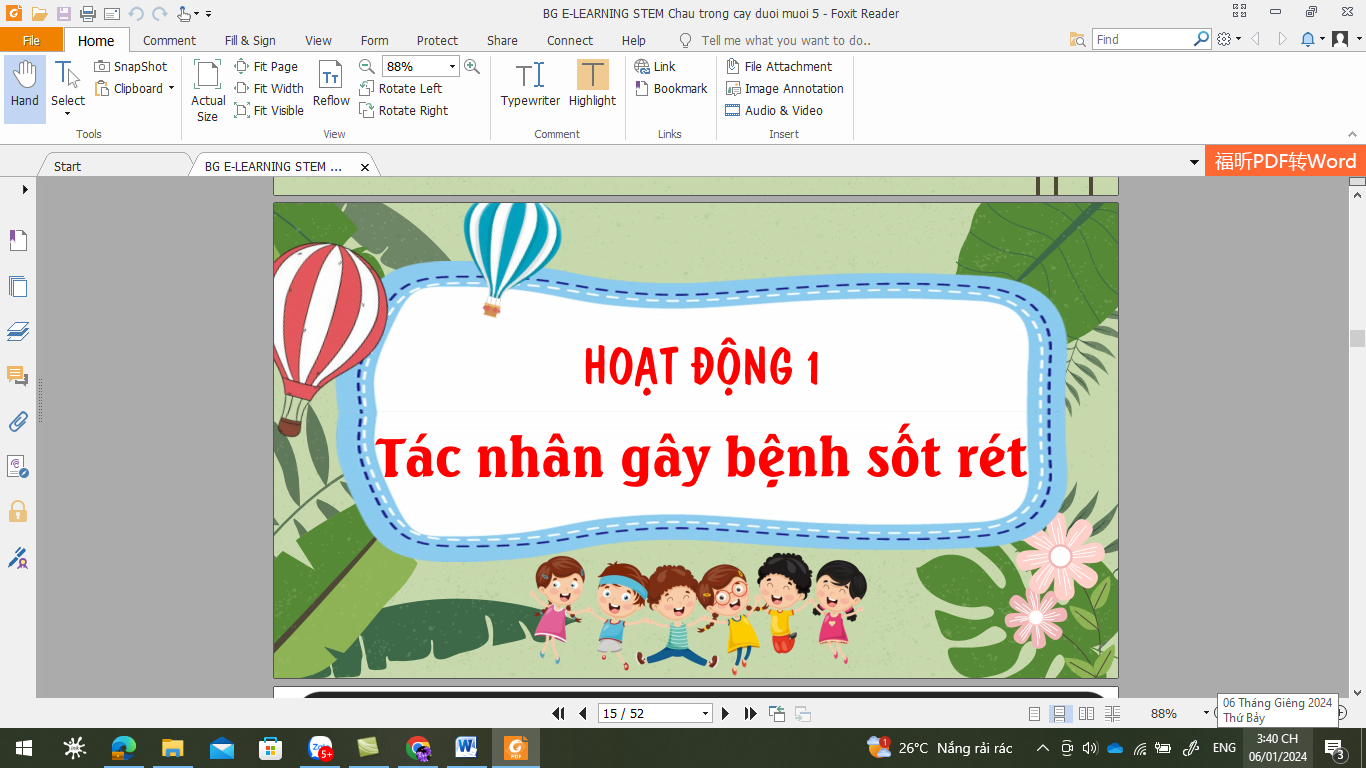 BG E-LEARNING STEM Chau trong cay duoi muoi 5 - Foxit Reader
File Home Comment Fill & Sign View Form Protect Share Connect Help Tell me what you want to do.. Find
Hand
Select
SnapShot
Clipboard
Actual Size
Fit Page
Fit Width
Fit Visible
Reflow
88%
Rotate Left
Rotate Right
Typewriter
Highlight
Link
Bookmark
File Attachment
Image Annotation
Audio & Video
Tools View Comment Links Insert
Start BG E-LEARNING STEM ... 福昕PDF转Word
HOẠT ĐỘNG 1
Tác nhân gây bệnh sốt rét
15 / 52 88%
06 Tháng Giêng 2024
Thứ Bảy
Zalo 5+
1 26°C Nắng rải rác ENG 3:40 CH
06/01/2024 3